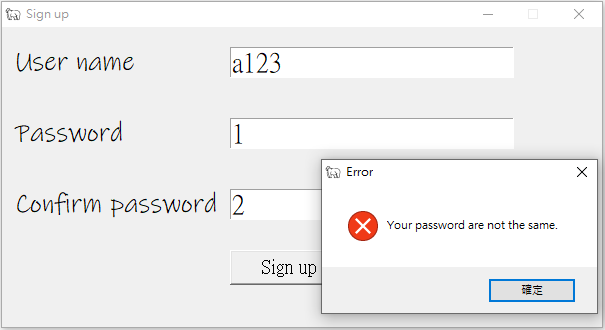 Sign up
User name
a123
Password
1
Error
Your password are not the same.
Confirm password
2
Sign up
確定